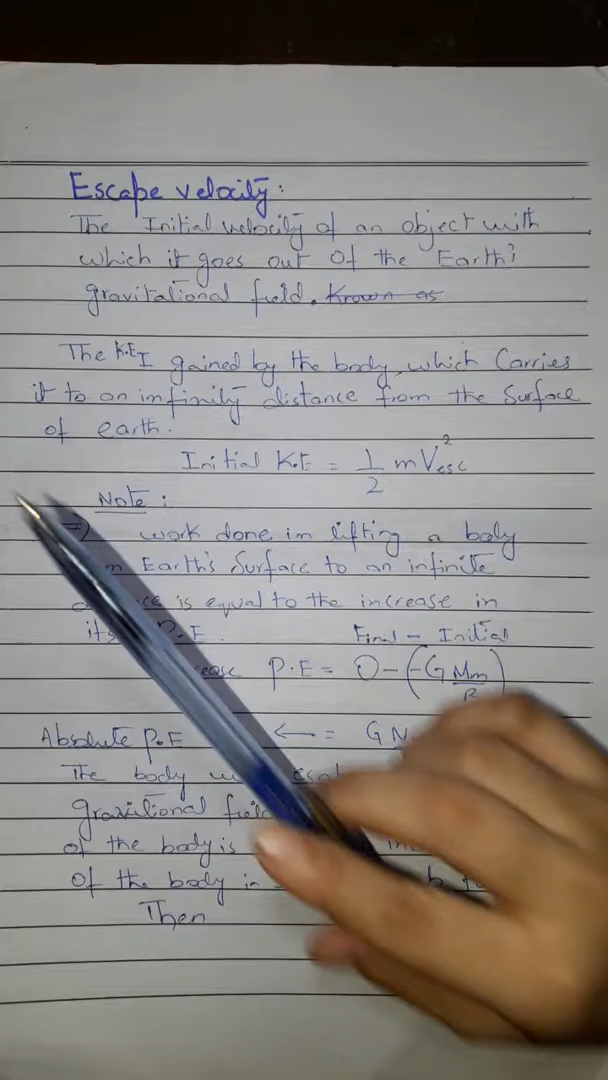 Escape velocity:
The Initial velocity of an object with
which it goes out of the Earth's
gravitational field. Known as
The K.E I gained by the body, which Carries
it to an infinity distance from the Surface
of earth.
Initial K.E = 1/2 m Vesc²
Note:
⇒ work done in lifting a body
Earth's Surface to an infinite
is equal to the increase in
its P.E. Final - Initial
P.E = 0 - (-G Mm/R)
Absolute P.E ← = G
The body
gravitional
of the body is
of the body in
Then